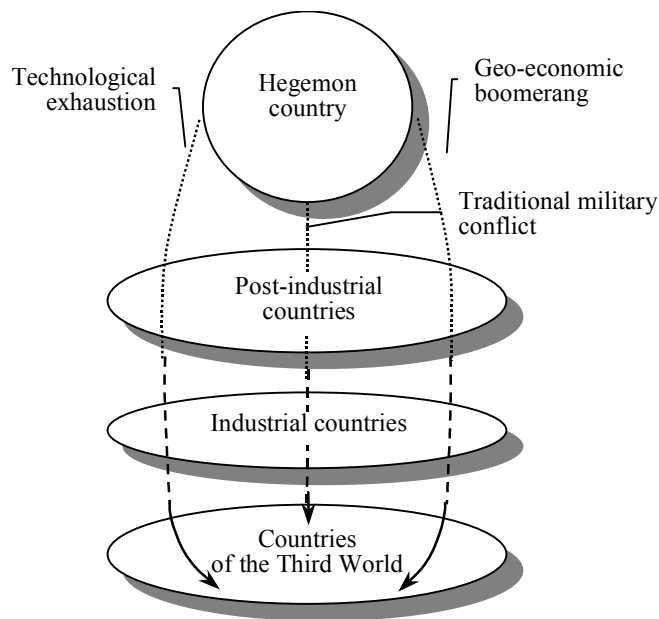 Technological
exhaustion
Hegemon
country
Geo-economic
boomerang
Traditional military
conflict
Post-industrial
countries
Industrial countries
Countries
of the Third World